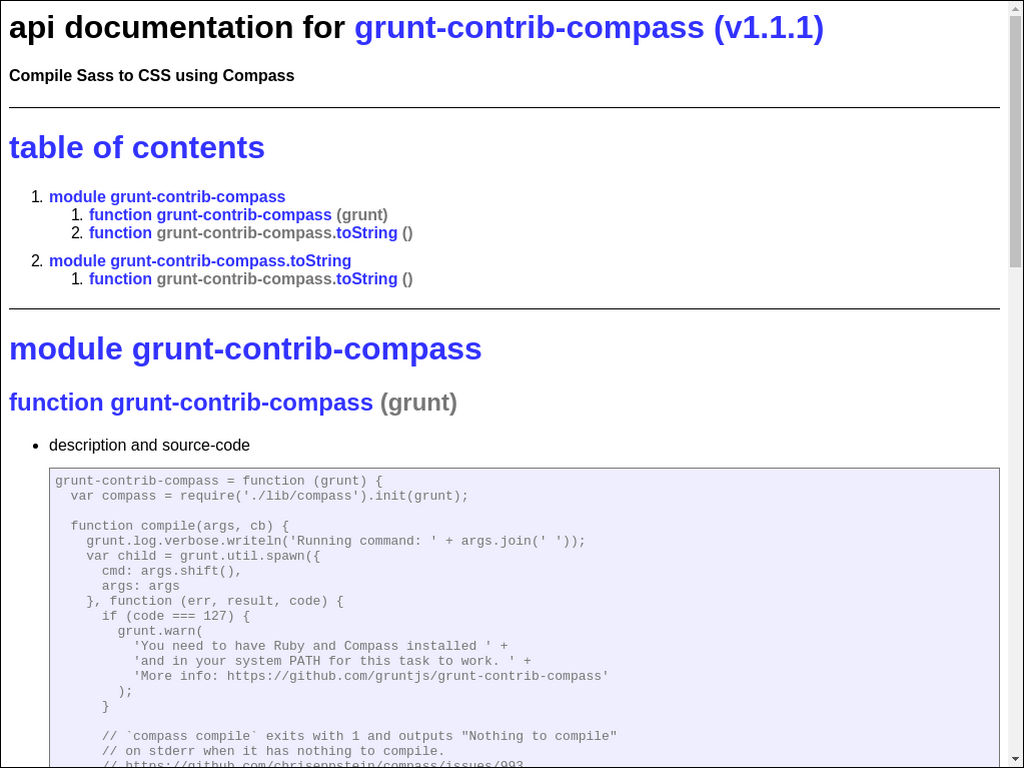 api documentation for grunt-contrib-compass (v1.1.1)
Compile Sass to CSS using Compass
table of contents
1. module grunt-contrib-compass
1. function grunt-contrib-compass (grunt)
2. function grunt-contrib-compass.toString ()
2. module grunt-contrib-compass.toString
1. function grunt-contrib-compass.toString ()
module grunt-contrib-compass
function grunt-contrib-compass (grunt)
• description and source-code
grunt-contrib-compass = function (grunt) {
  var compass = require('./lib/compass').init(grunt);
  function compile(args, cb) {
    grunt.log.verbose.writeln('Running command: ' + args.join(' '));
    var child = grunt.util.spawn({
      cmd: args.shift(),
      args: args
    }, function (err, result, code) {
      if (code === 127) {
        grunt.warn(
          'You need to have Ruby and Compass installed ' +
          'and in your system PATH for this task to work. ' +
          'More info: https://github.com/gruntjs/grunt-contrib-compass'
        );
      }
      // `compass compile` exits with 1 and outputs "Nothing to compile"
      // on stderr when it has nothing to compile.
      // https://github.com/chriseppstein/compass/issues/993